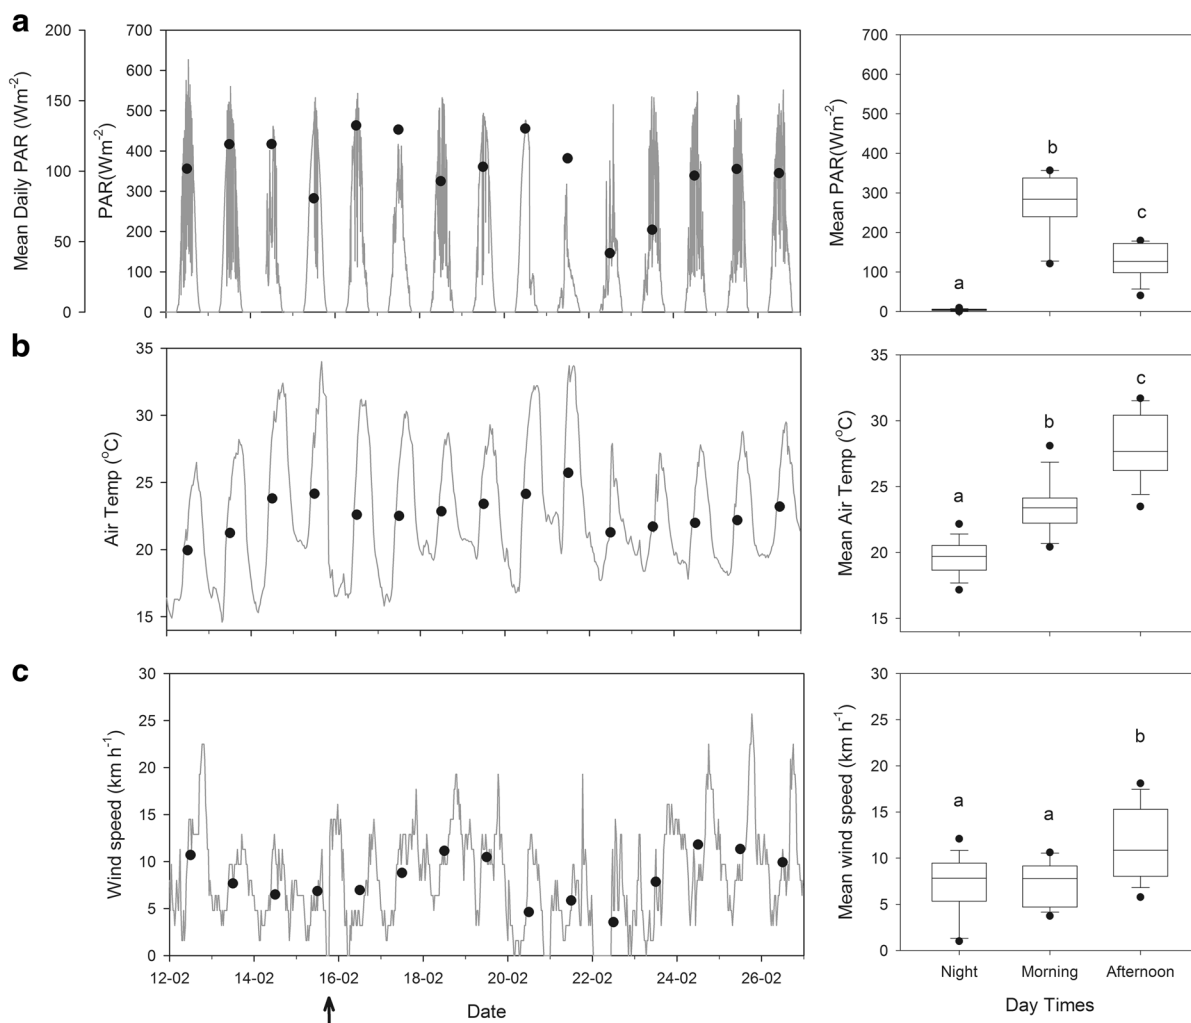 a
Mean Daily PAR (Wm-2)
200
150
100
50
0
PAR(Wm-2)
700
600
500
400
300
200
100
0
Mean PAR(Wm-2)
700
600
500
400
300
200
100
0
a
b
c
b
Air Temp (oC)
35
30
25
20
15
Mean Air Temp (oC)
35
30
25
20
15
a
b
c
c
Wind speed (km h-1)
30
25
20
15
10
5
0
12-02 14-02 16-02 18-02 20-02 22-02 24-02 26-02
Date
Mean wind speed (km h-1)
30
25
20
15
10
5
0
a
a
b
Night Morning Afternoon
Day Times